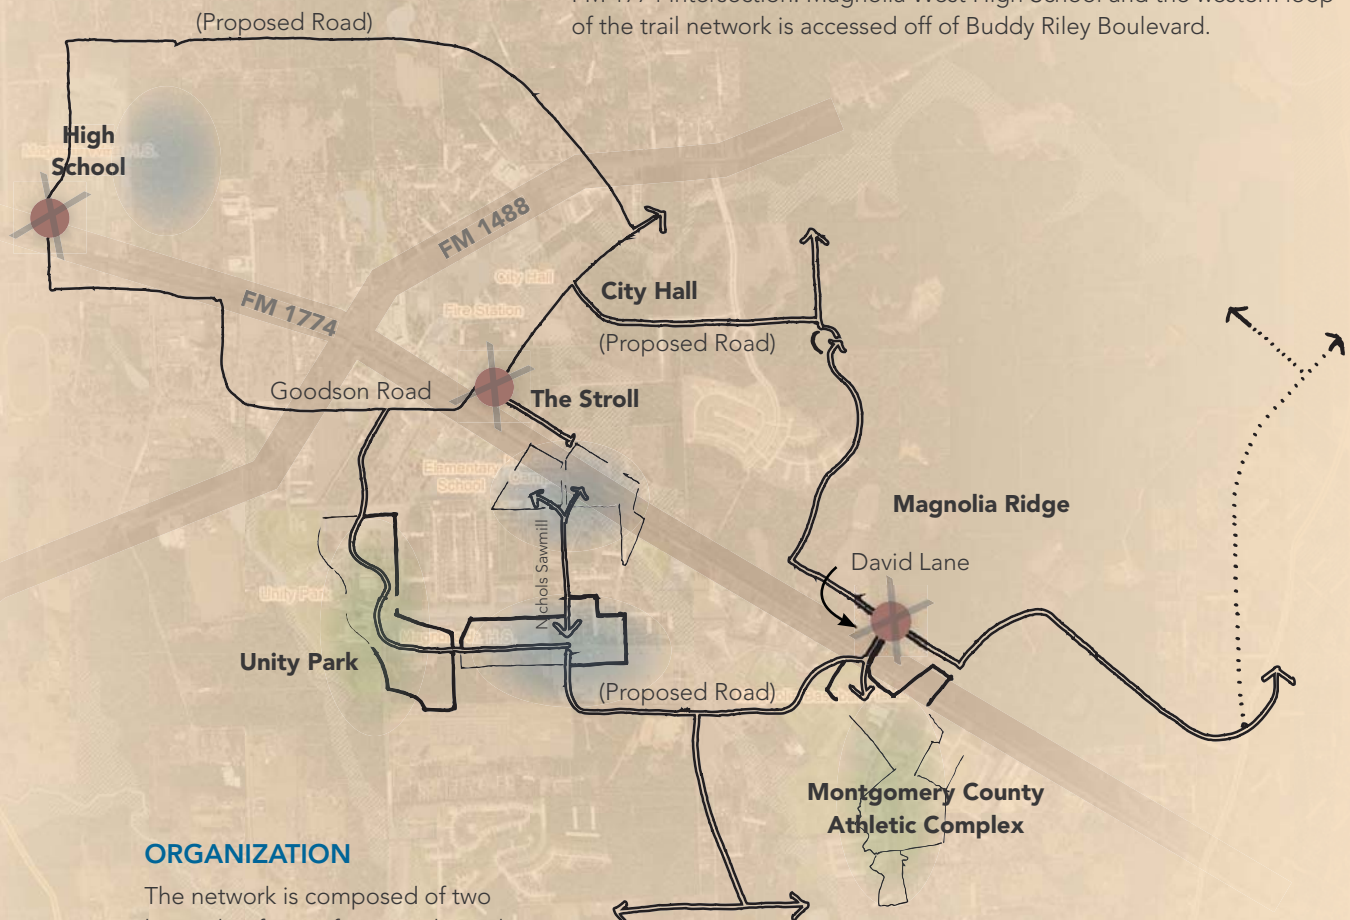 (Proposed Road)
of the trail network is accessed off of Buddy Riley Boulevard.
High
School
FM 1488
City Hall
City Hall
Fire Station
FM 1774
(Proposed Road)
Goodson Road
The Stroll
Elementary
School
Magnolia Ridge
Nichols Sawmill
David Lane
Unity Park
Unity Park
(Proposed Road)
Montgomery County
Athletic Complex
ORGANIZATION
The network is composed of two